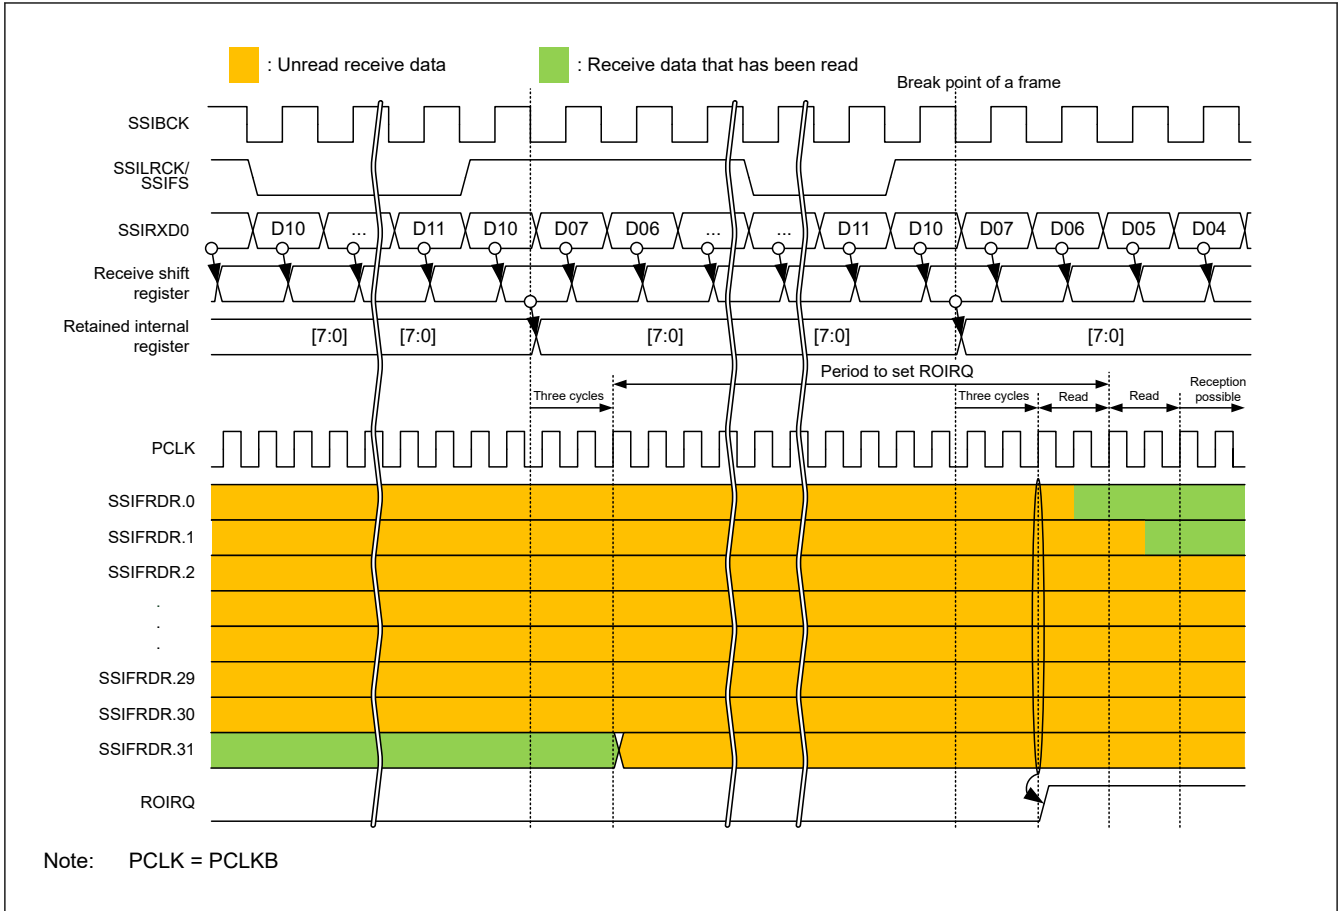 : Unread receive data
: Receive data that has been read
Break point of a frame
SSIBCK
SSILRCK/
SSIFS
SSIRXD0
D10
...
D11
D10
D07
D06
...
...
D11
D10
D07
D06
D05
D04
Receive shift
register
Retained internal
register
[7:0]
[7:0]
[7:0]
[7:0]
[7:0]
Period to set ROIRQ
Three cycles
Three cycles
Read
Read
Reception
possible
PCLK
SSIFRDR.0
SSIFRDR.1
SSIFRDR.2
.
.
.
SSIFRDR.29
SSIFRDR.30
SSIFRDR.31
ROIRQ
Note: PCLK = PCLKB